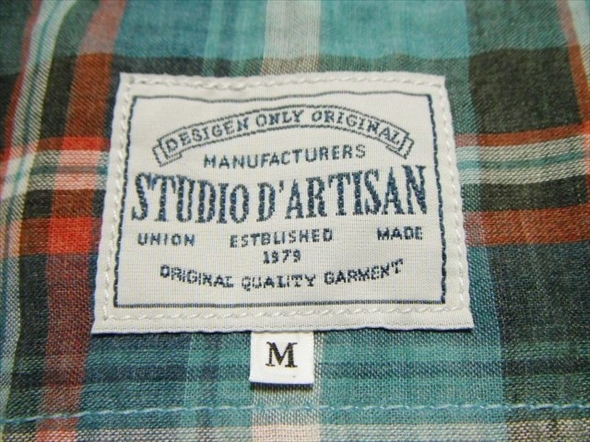 DESIGEN ONLY ORIGINAL
MANUFACTURERS
STUDIO D'ARTISAN
UNION ESTBLISHED MADE
1979
ORIGINAL QUALITY GARMENT
M